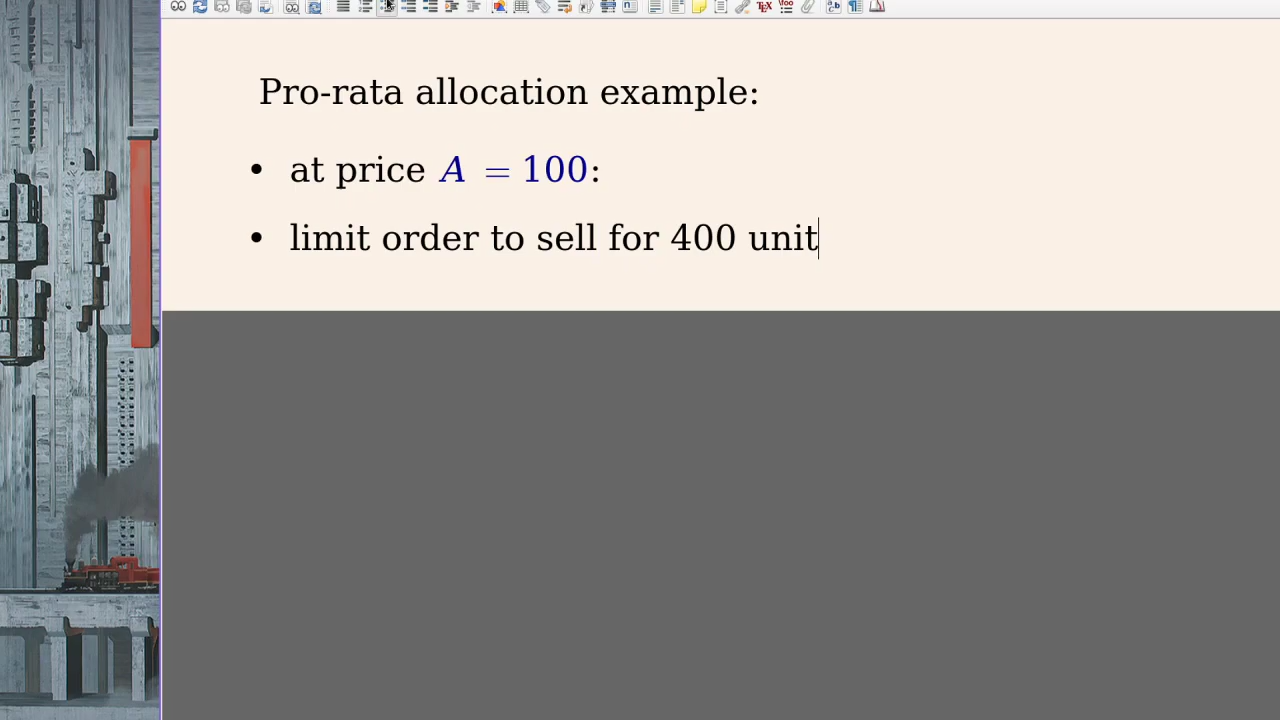 Pro-rata allocation example:
• at price A = 100:
• limit order to sell for 400 unit